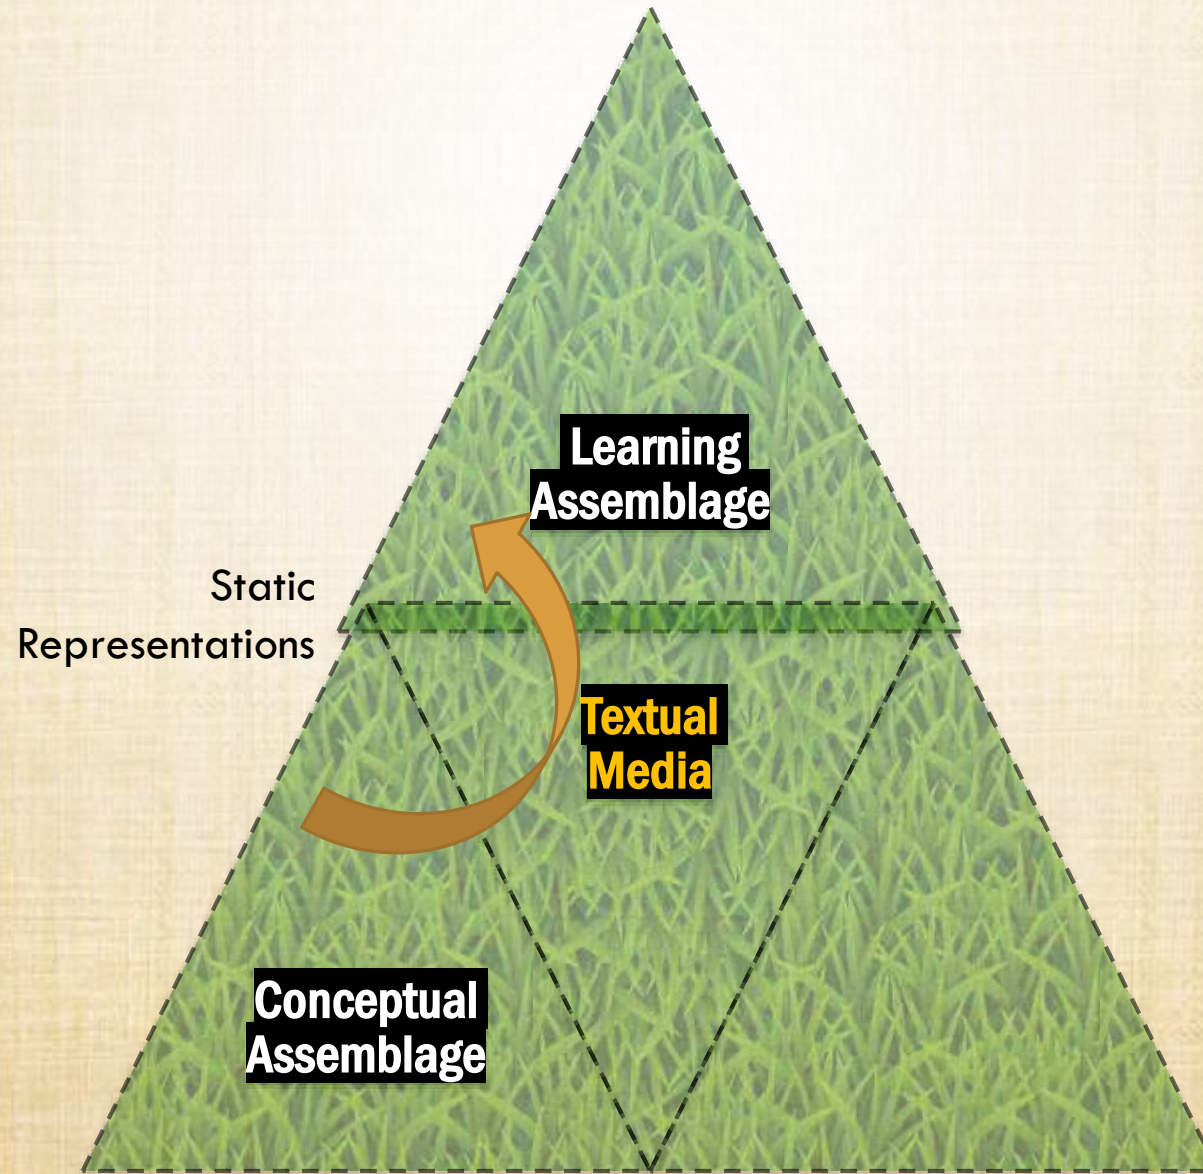 Learning
Assemblage
Static
Representations
Textual
Media
Conceptual
Assemblage